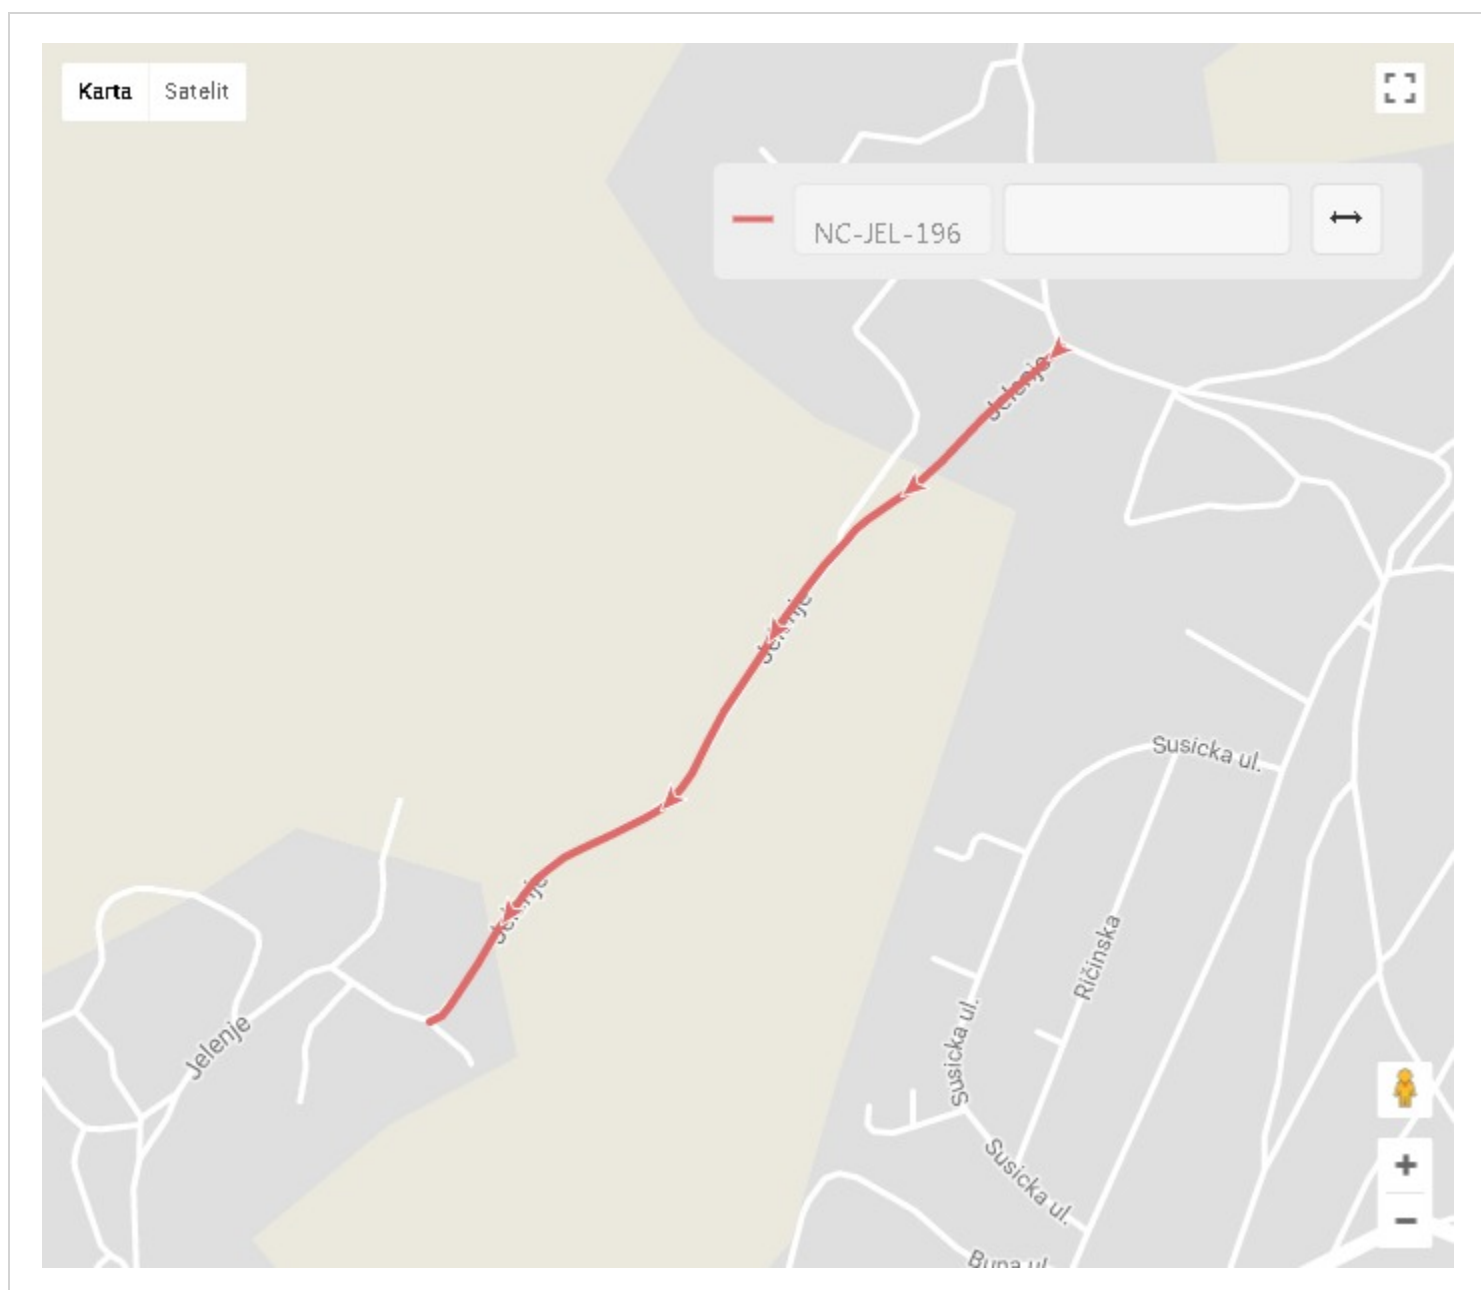 Karta Satelit
NC-JEL-196
Jelenje
Jelenje
Susicka ul.
Jelenje
Ričinska
Susicka ul.
Jelenje
Susicka ul.
+
−